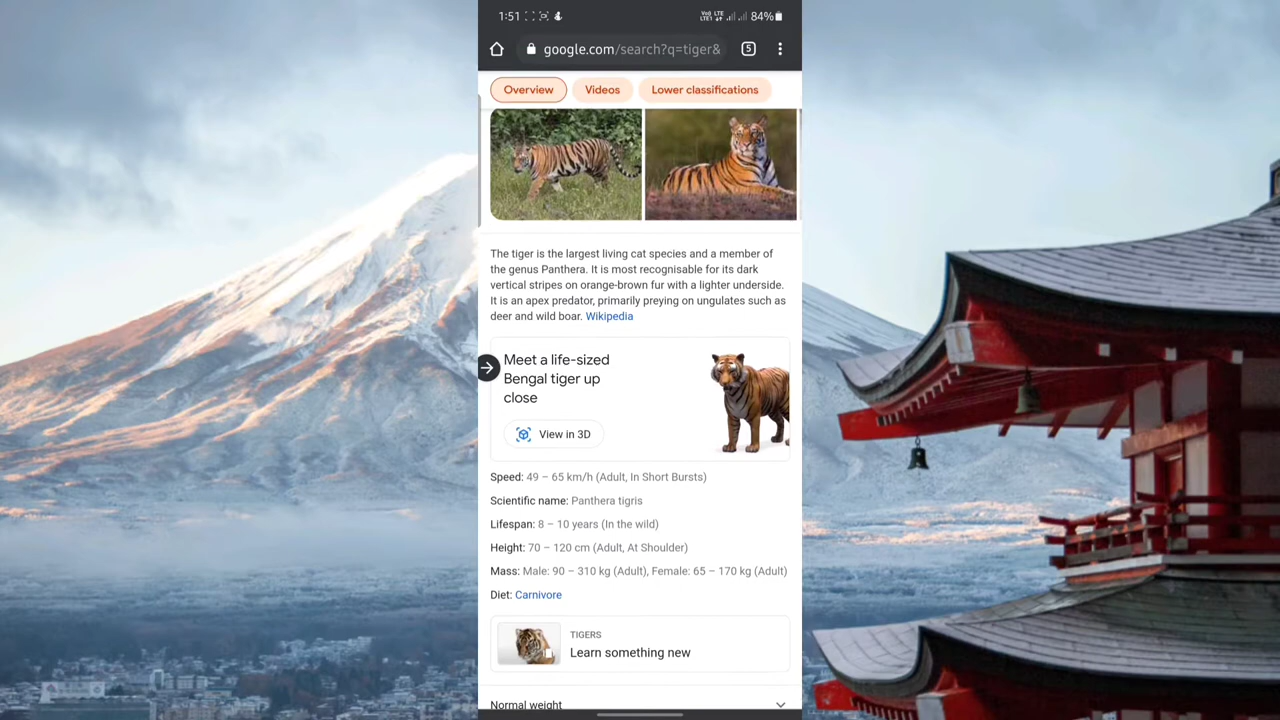 1:51
Vo9 LTE
LTE1
84%
google.com/search?q=tiger&
5
Overview
Videos
Lower classifications
The tiger is the largest living cat species and a member of
the genus Panthera. It is most recognisable for its dark
vertical stripes on orange-brown fur with a lighter underside.
It is an apex predator, primarily preying on ungulates such as
deer and wild boar. Wikipedia
Meet a life-sized
Bengal tiger up
close
View in 3D
Speed: 49 – 65 km/h (Adult, In Short Bursts)
Scientific name: Panthera tigris
Lifespan: 8 – 10 years (In the wild)
Height: 70 – 120 cm (Adult, At Shoulder)
Mass: Male: 90 – 310 kg (Adult), Female: 65 – 170 kg (Adult)
Diet: Carnivore
TIGERS
Learn something new
Normal weight